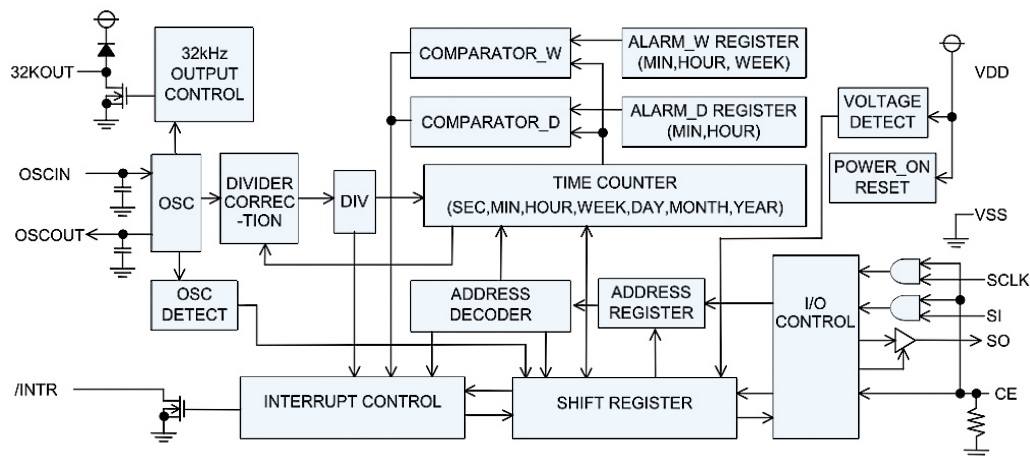 32KOUT
32kHz
OUTPUT
CONTROL
COMPARATOR_W
ALARM_W REGISTER
(MIN,HOUR, WEEK)
VDD
COMPARATOR_D
ALARM_D REGISTER
(MIN,HOUR)
VOLTAGE
DETECT
POWER_ON
RESET
OSCIN
OSCOUT
OSC
DIVIDER
CORREC
-TION
DIV
TIME COUNTER
(SEC,MIN,HOUR,WEEK,DAY,MONTH,YEAR)
VSS
OSC
DETECT
ADDRESS
DECODER
ADDRESS
REGISTER
I/O
CONTROL
SCLK
SI
SO
/INTR
INTERRUPT CONTROL
SHIFT REGISTER
CE